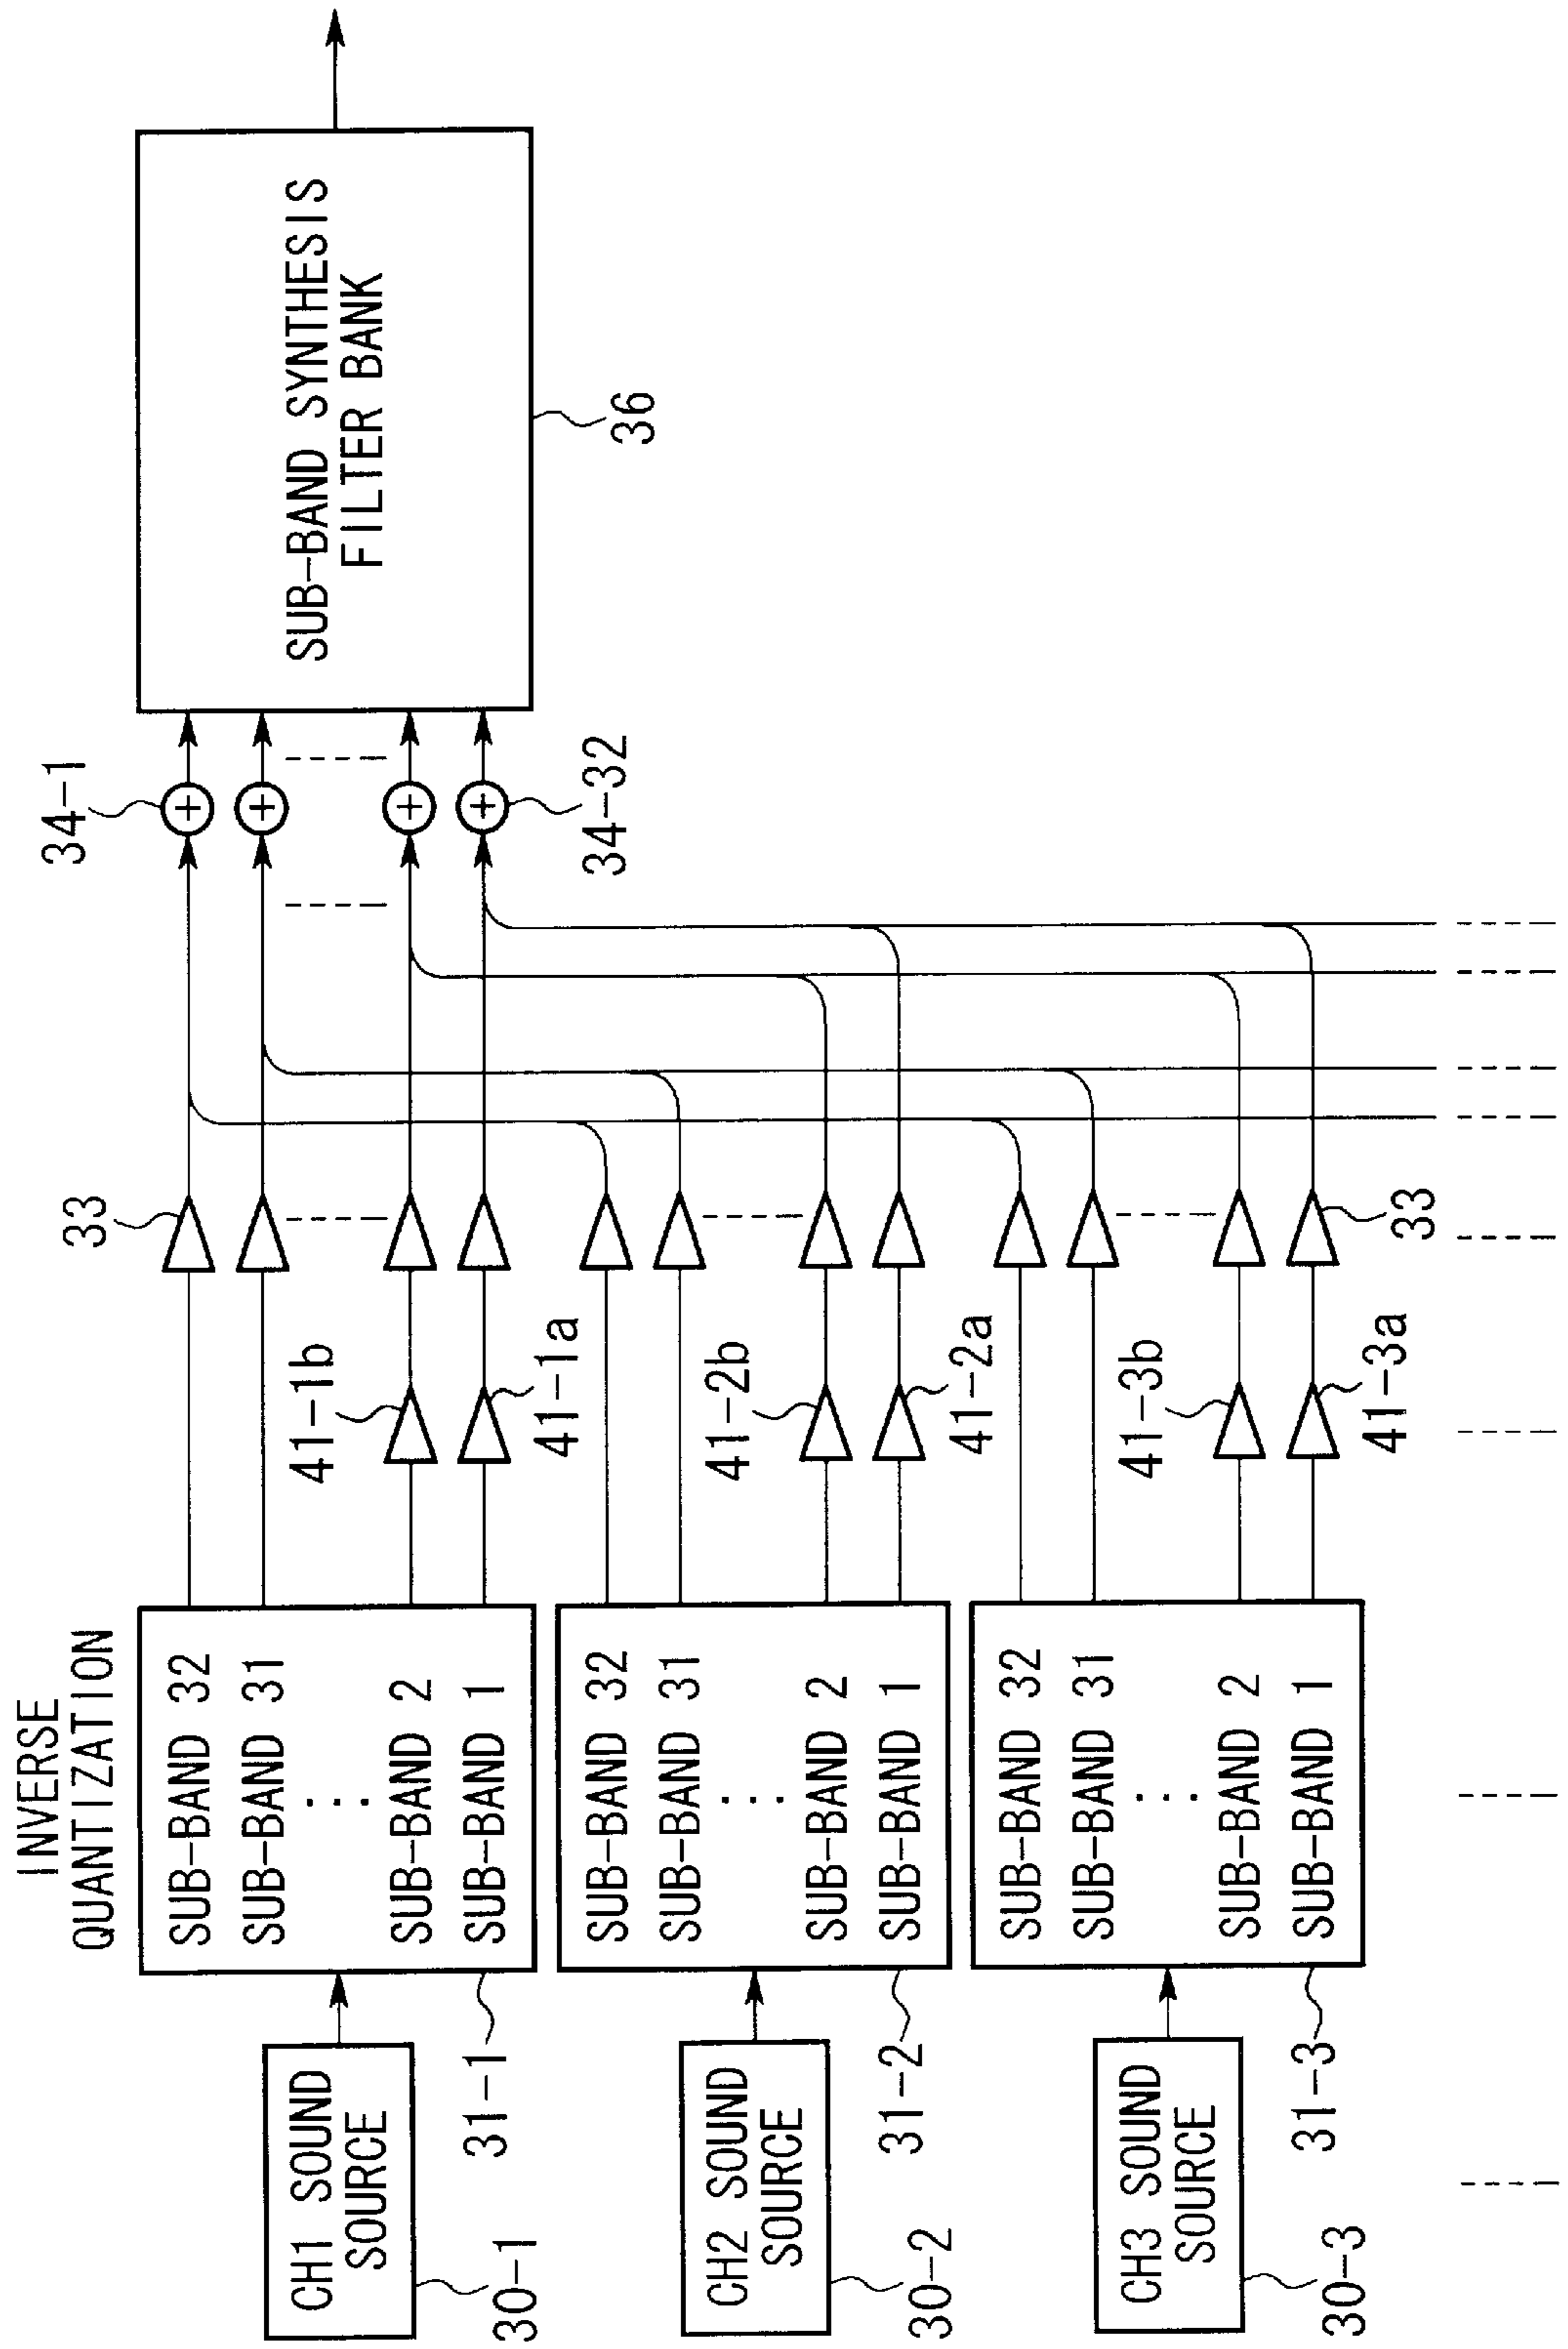 INVERSE
QUANTIZATION
CH1 SOUND
SOURCE
30-1
SUB-BAND 32
SUB-BAND 31
...
SUB-BAND 2
SUB-BAND 1
31-1
41-1b
41-1a
33
34-1
34-32
SUB-BAND SYNTHESIS
FILTER BANK
36
CH2 SOUND
SOURCE
30-2
SUB-BAND 32
SUB-BAND 31
...
SUB-BAND 2
SUB-BAND 1
31-2
41-2b
41-2a
CH3 SOUND
SOURCE
30-3
SUB-BAND 32
SUB-BAND 31
...
SUB-BAND 2
SUB-BAND 1
31-3
41-3b
41-3a
33